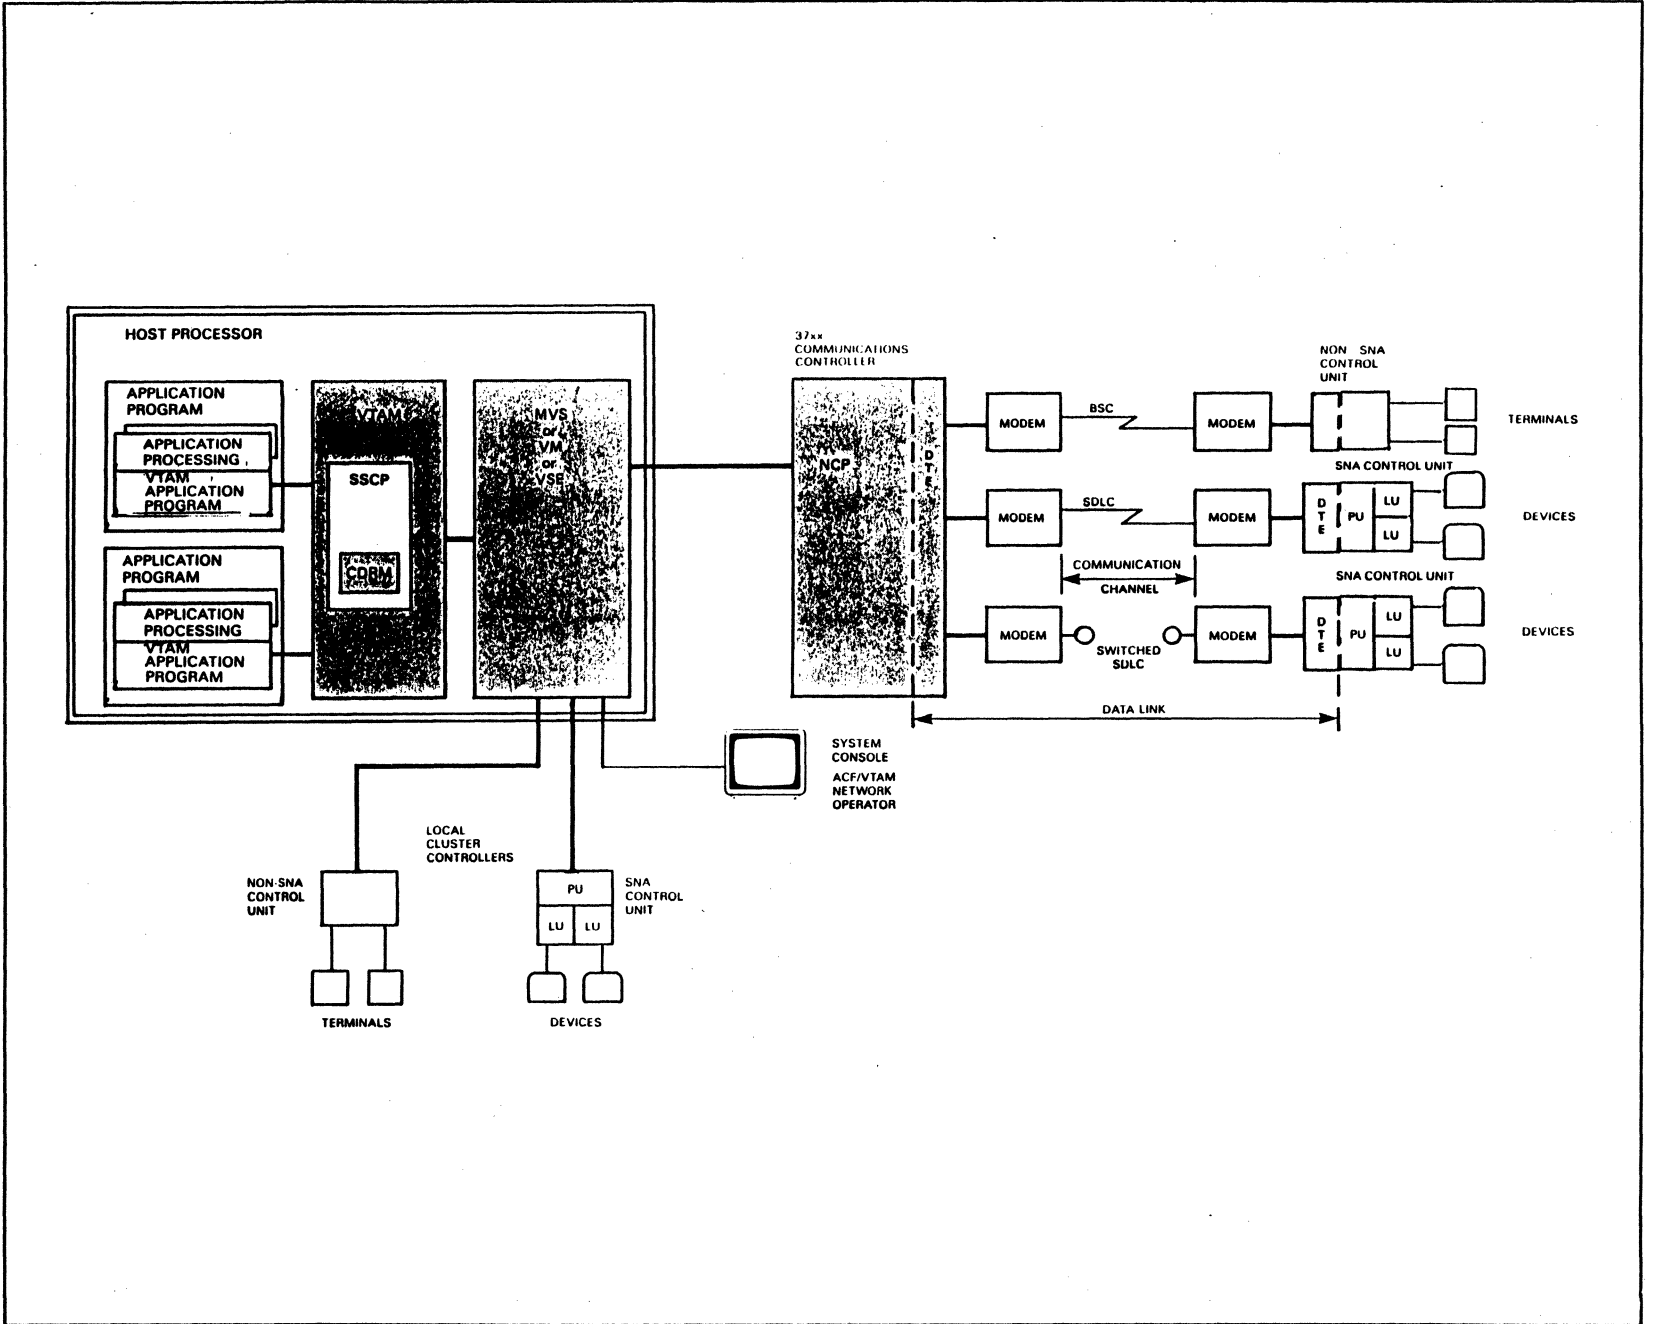 HOST PROCESSOR
APPLICATION
PROGRAM
APPLICATION
PROCESSING
VTAM
APPLICATION
PROGRAM
APPLICATION
PROGRAM
APPLICATION
PROCESSING
VTAM
APPLICATION
PROGRAM
VTAM
SSCP
CDRM
MVS
or
VM
or
VSE
37xx
COMMUNICATIONS
CONTROLLER
NCP
D
T
E
MODEM
BSC
MODEM
NON SNA
CONTROL
UNIT
TERMINALS
MODEM
SDLC
MODEM
SNA CONTROL UNIT
D
T
E
PU
LU
LU
DEVICES
COMMUNICATION
CHANNEL
MODEM
SWITCHED
SDLC
MODEM
SNA CONTROL UNIT
D
T
E
PU
LU
LU
DEVICES
DATA LINK
SYSTEM
CONSOLE
ACF/VTAM
NETWORK
OPERATOR
LOCAL
CLUSTER
CONTROLLERS
NON-SNA
CONTROL
UNIT
TERMINALS
PU
LU
LU
SNA
CONTROL
UNIT
DEVICES